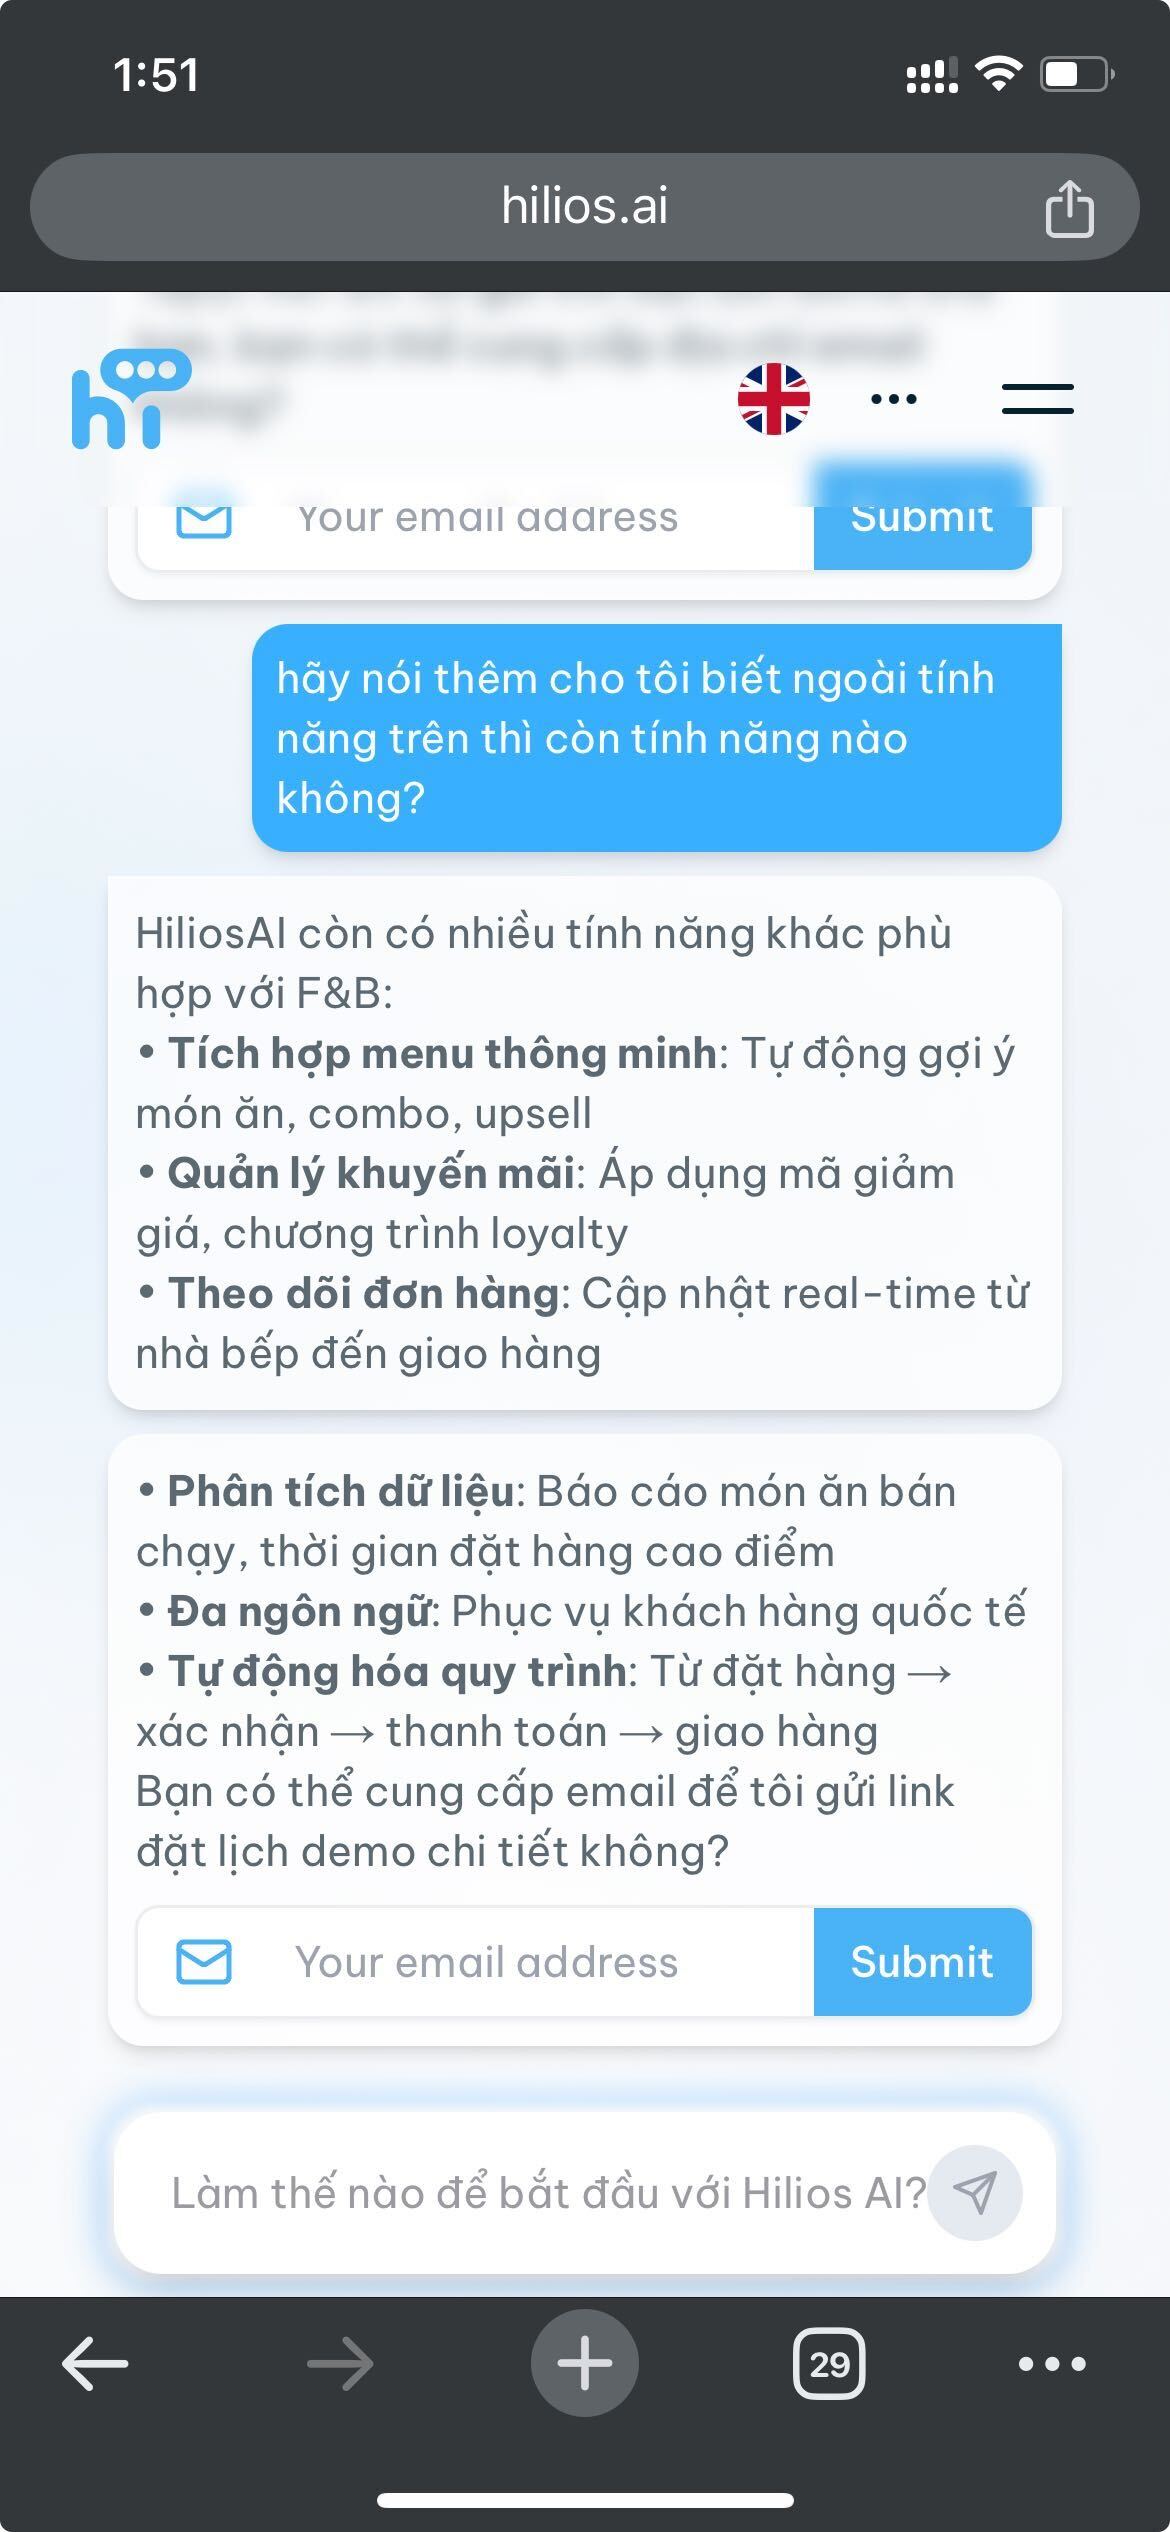 1:51
hilios.ai
hi
Your email address
Submit
hãy nói thêm cho tôi biết ngoài tính
năng trên thì còn tính năng nào
không?
HiliosAI còn có nhiều tính năng khác phù
hợp với F&B:
• Tích hợp menu thông minh: Tự động gợi ý
món ăn, combo, upsell
• Quản lý khuyến mãi: Áp dụng mã giảm
giá, chương trình loyalty
• Theo dõi đơn hàng: Cập nhật real-time từ
nhà bếp đến giao hàng
• Phân tích dữ liệu: Báo cáo món ăn bán
chạy, thời gian đặt hàng cao điểm
• Đa ngôn ngữ: Phục vụ khách hàng quốc tế
• Tự động hóa quy trình: Từ đặt hàng →
xác nhận → thanh toán → giao hàng
Bạn có thể cung cấp email để tôi gửi link
đặt lịch demo chi tiết không?
Your email address
Submit
Làm thế nào để bắt đầu với Hilios AI?
29